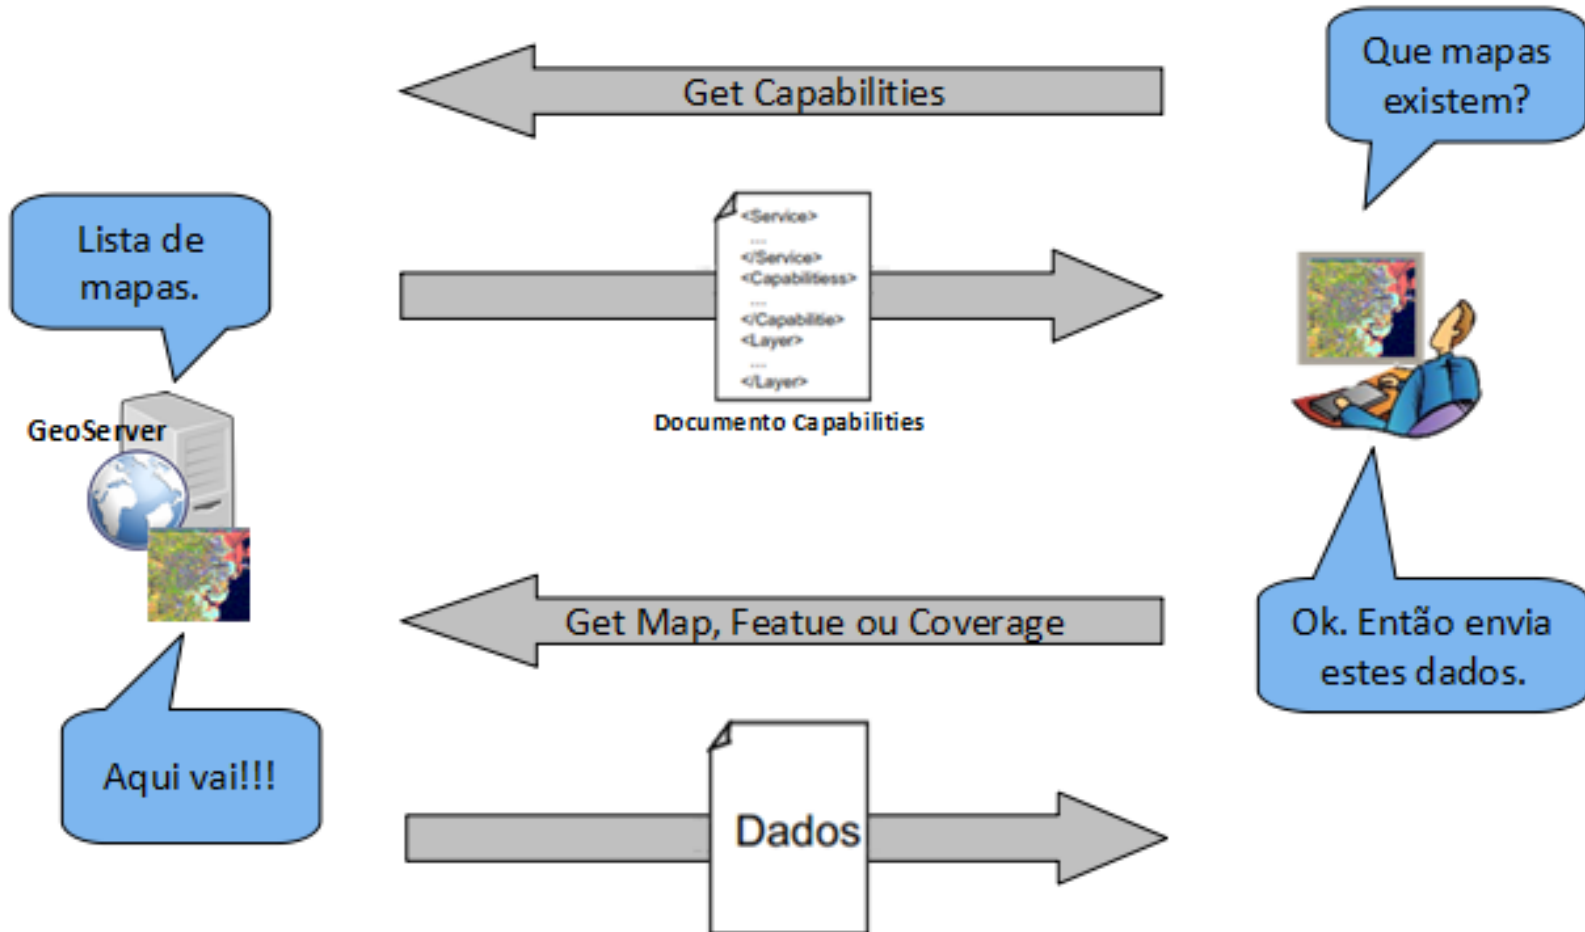 Get Capabilities
Que mapas
existem?
Lista de
mapas.
<Service>
...
</Service>
<Capabilitiess>
...
</Capabilitie>
<Layer>
...
</Layer>
Documento Capabilities
GeoServer
Get Map, Featue ou Coverage
Ok. Então envia
estes dados.
Aqui vai!!!
Dados